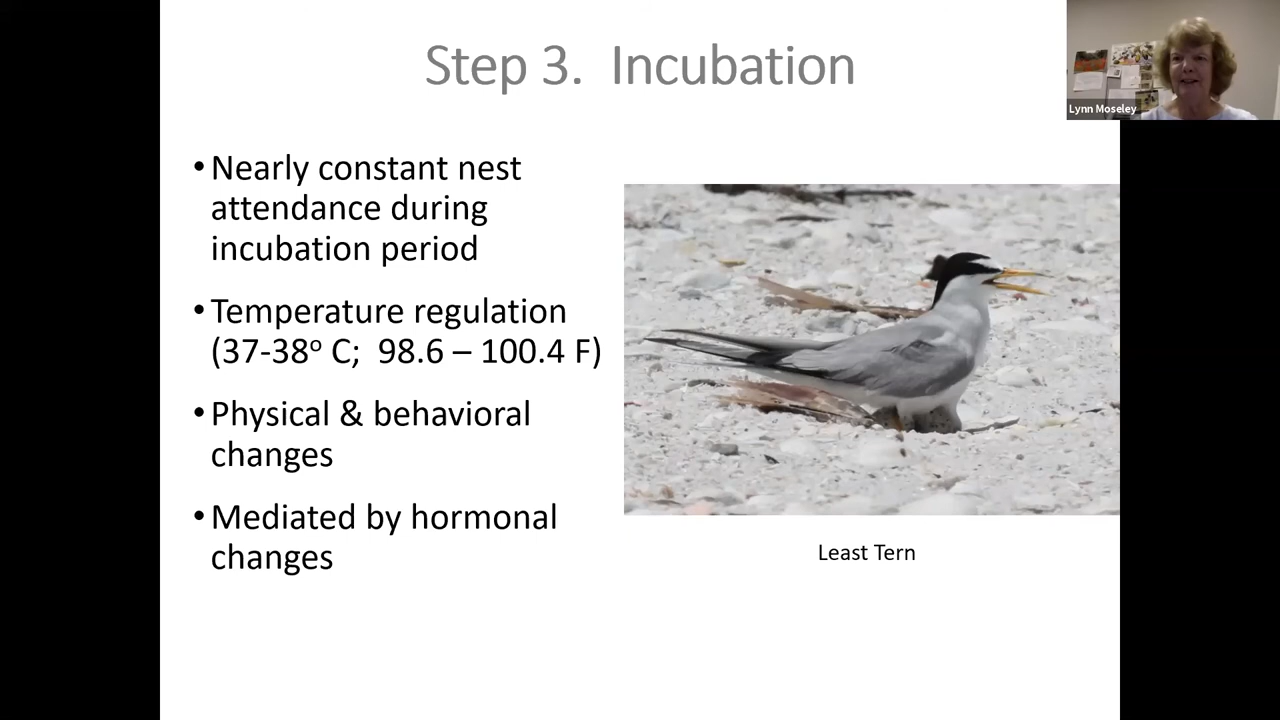 Step 3.  Incubation
Lynn Moseley
• Nearly constant nest
attendance during
incubation period
• Temperature regulation
(37-38º C;  98.6 – 100.4 F)
• Physical & behavioral
changes
• Mediated by hormonal
changes
Least Tern